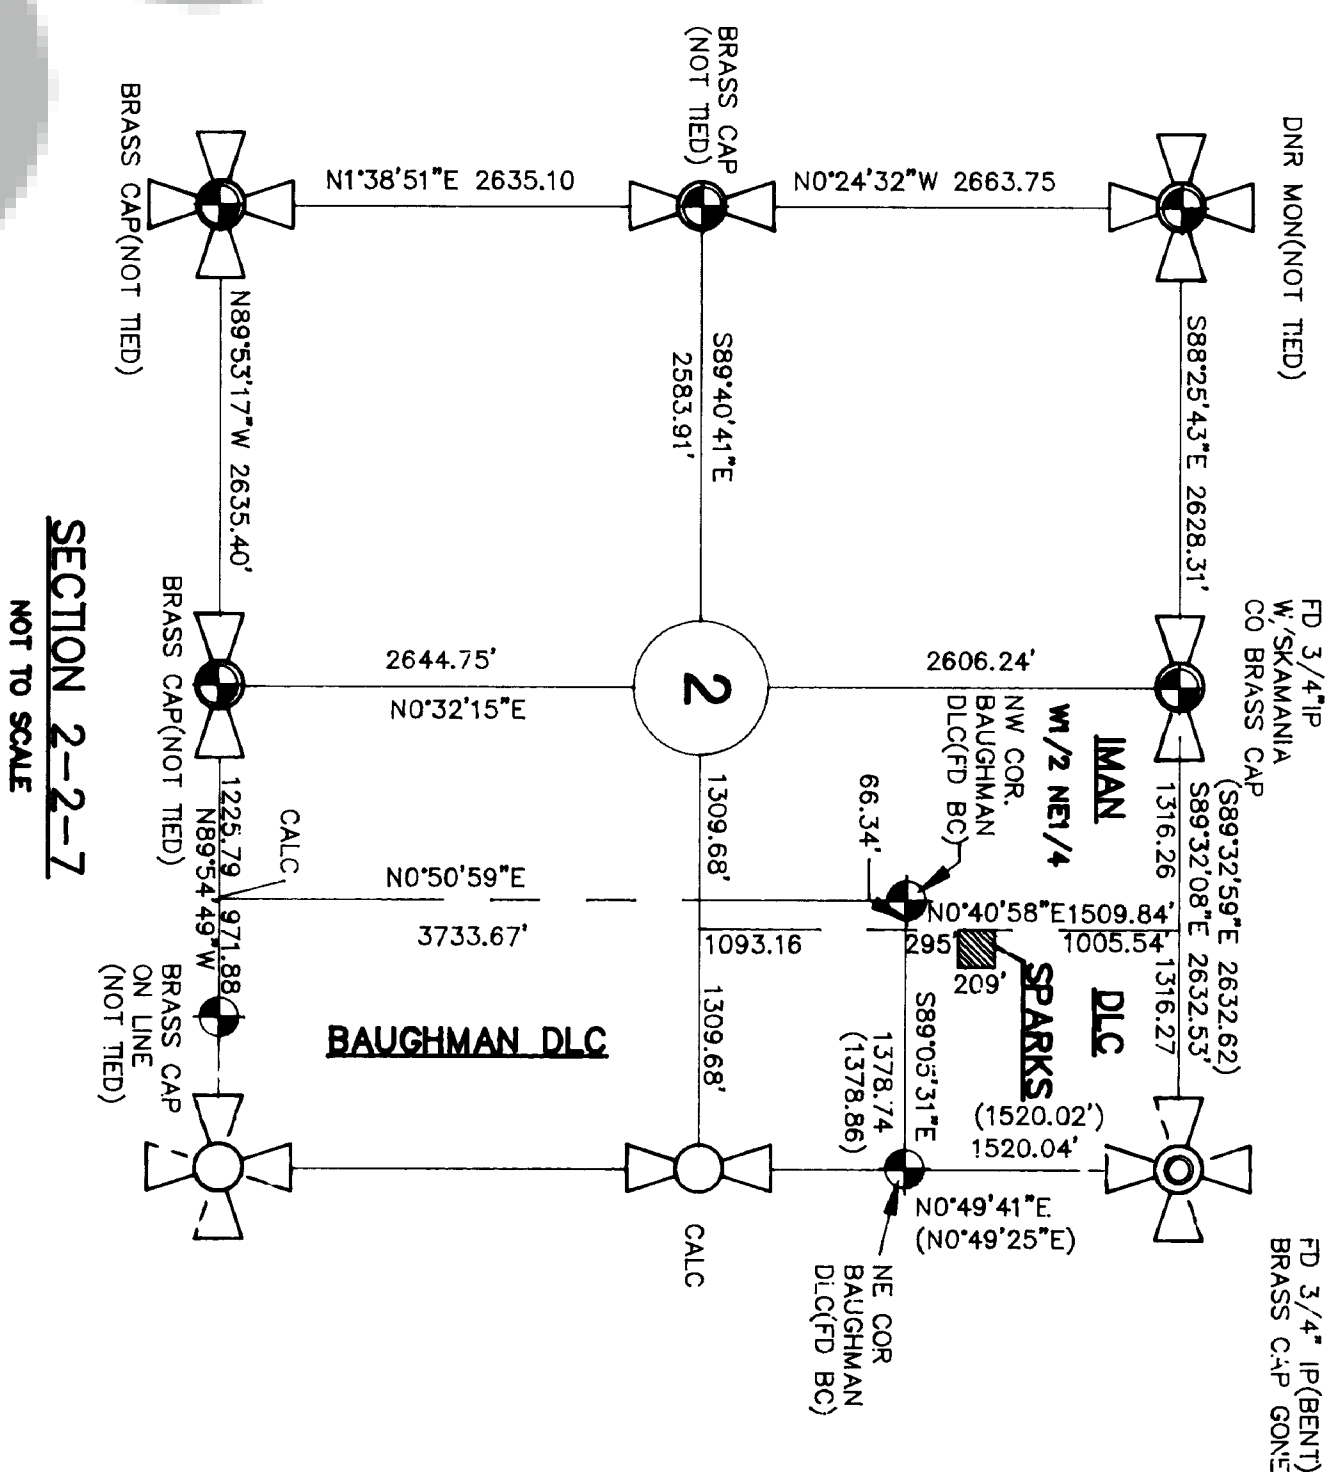 DNR MON(NOT TIED)
FD 3/4"IP
W/SKAMANIA
CO BRASS CAP
FD 3/4" IP(BENT)
BRASS CAP GONE
S88°25'43"E 2628.31'
(S89°32'59"E 2632.62)
S89°32'08"E 2632.53'
1316.26
1316.27
N0°24'32"W 2663.75
2606.24'
IMAN
W1/2 NE1/4
DLC
NW COR.
BAUGHMAN
DLC(FD BC)
66.34'
N0°40'58"E
1509.84'
1005.54'
295'
209'
SPARKS
(1520.02')
1520.04'
S89°05'31"E
1378.74
(1378.86)
N0°49'41"E
(N0°49'25"E)
NE COR
BAUGHMAN
DLC(FD BC)
BRASS CAP
(NOT TIED)
S89°40'41"E
2583.91'
2
1309.68'
1093.16
1309.68'
CALC
N1°38'51"E 2635.10
2644.75'
N0°32'15"E
N0°50'59"E
3733.67'
BAUGHMAN DLC
CALC
BRASS CAP(NOT TIED)
N89°53'17"W 2635.40'
BRASS CAP(NOT TIED)
1225.79
971.88
N89°54'49"W
BRASS CAP
ON LINE
(NOT TIED)
SECTION 2-2-7
NOT TO SCALE